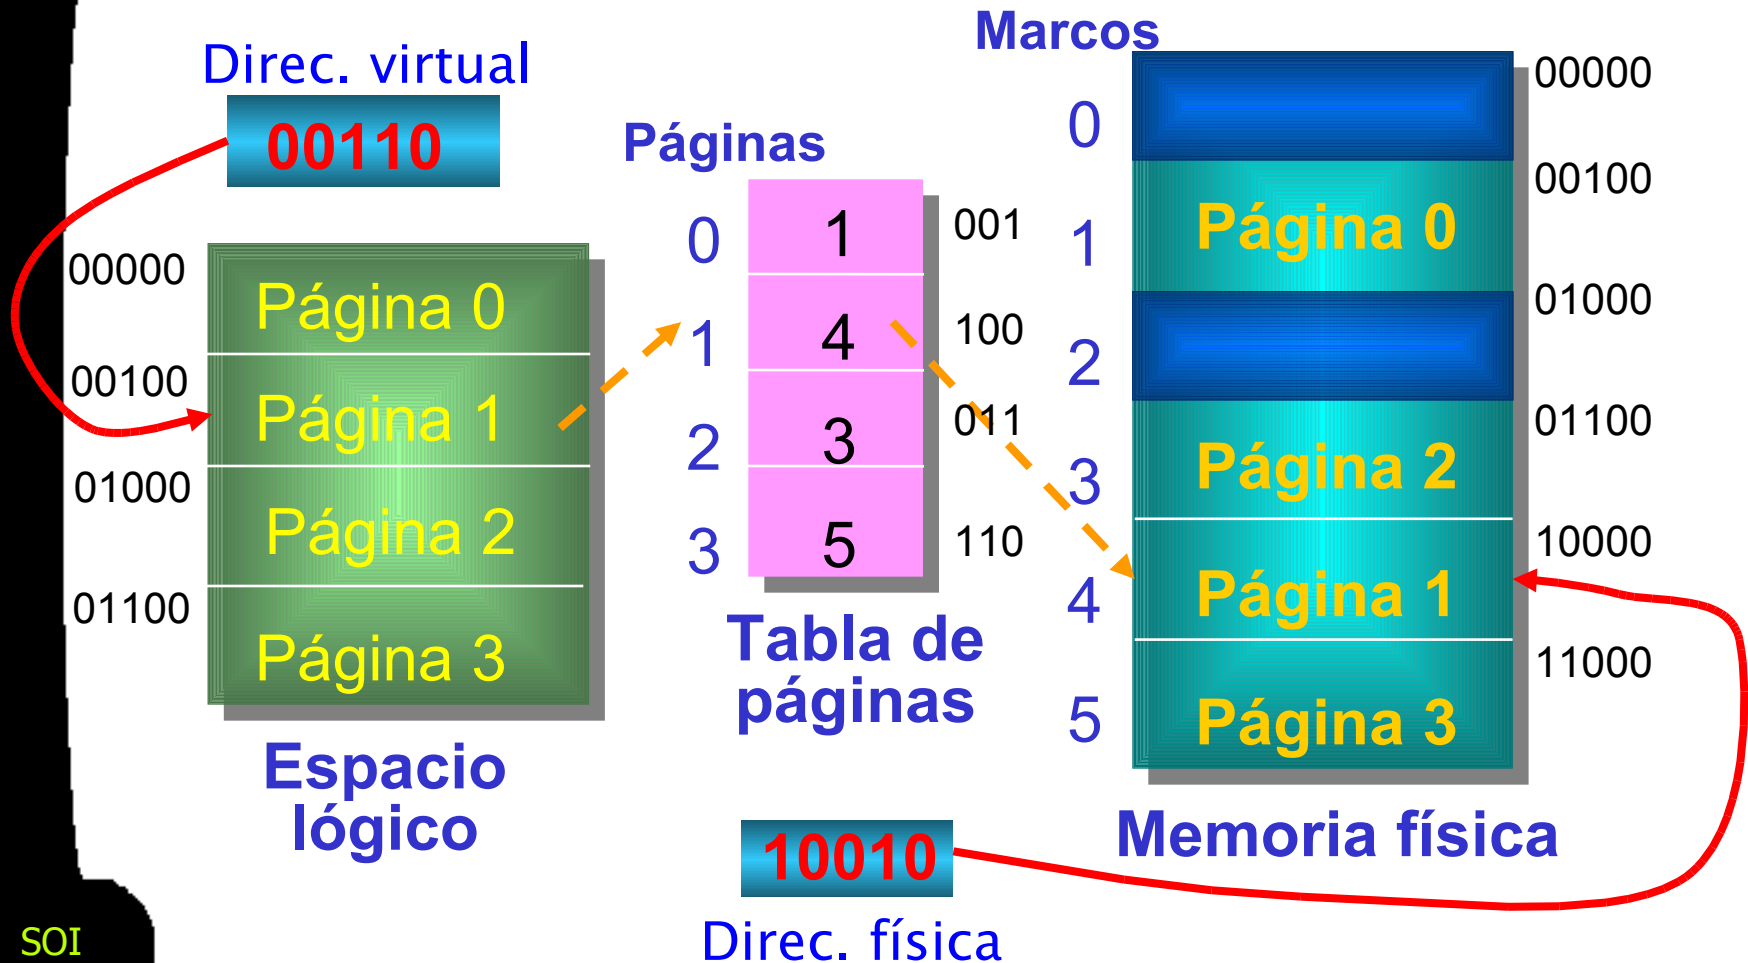 Direc. virtual
00110
00000
Página 0
00100
Página 1
01000
Página 2
01100
Página 3
Espacio
lógico
Páginas
0 1 001
1 4 100
2 3 011
3 5 110
Tabla de
páginas
Marcos
00000
0
00100
1 Página 0
01000
2
01100
3 Página 2
10000
4 Página 1
11000
5 Página 3
Memoria física
10010
Direc. física
SOI